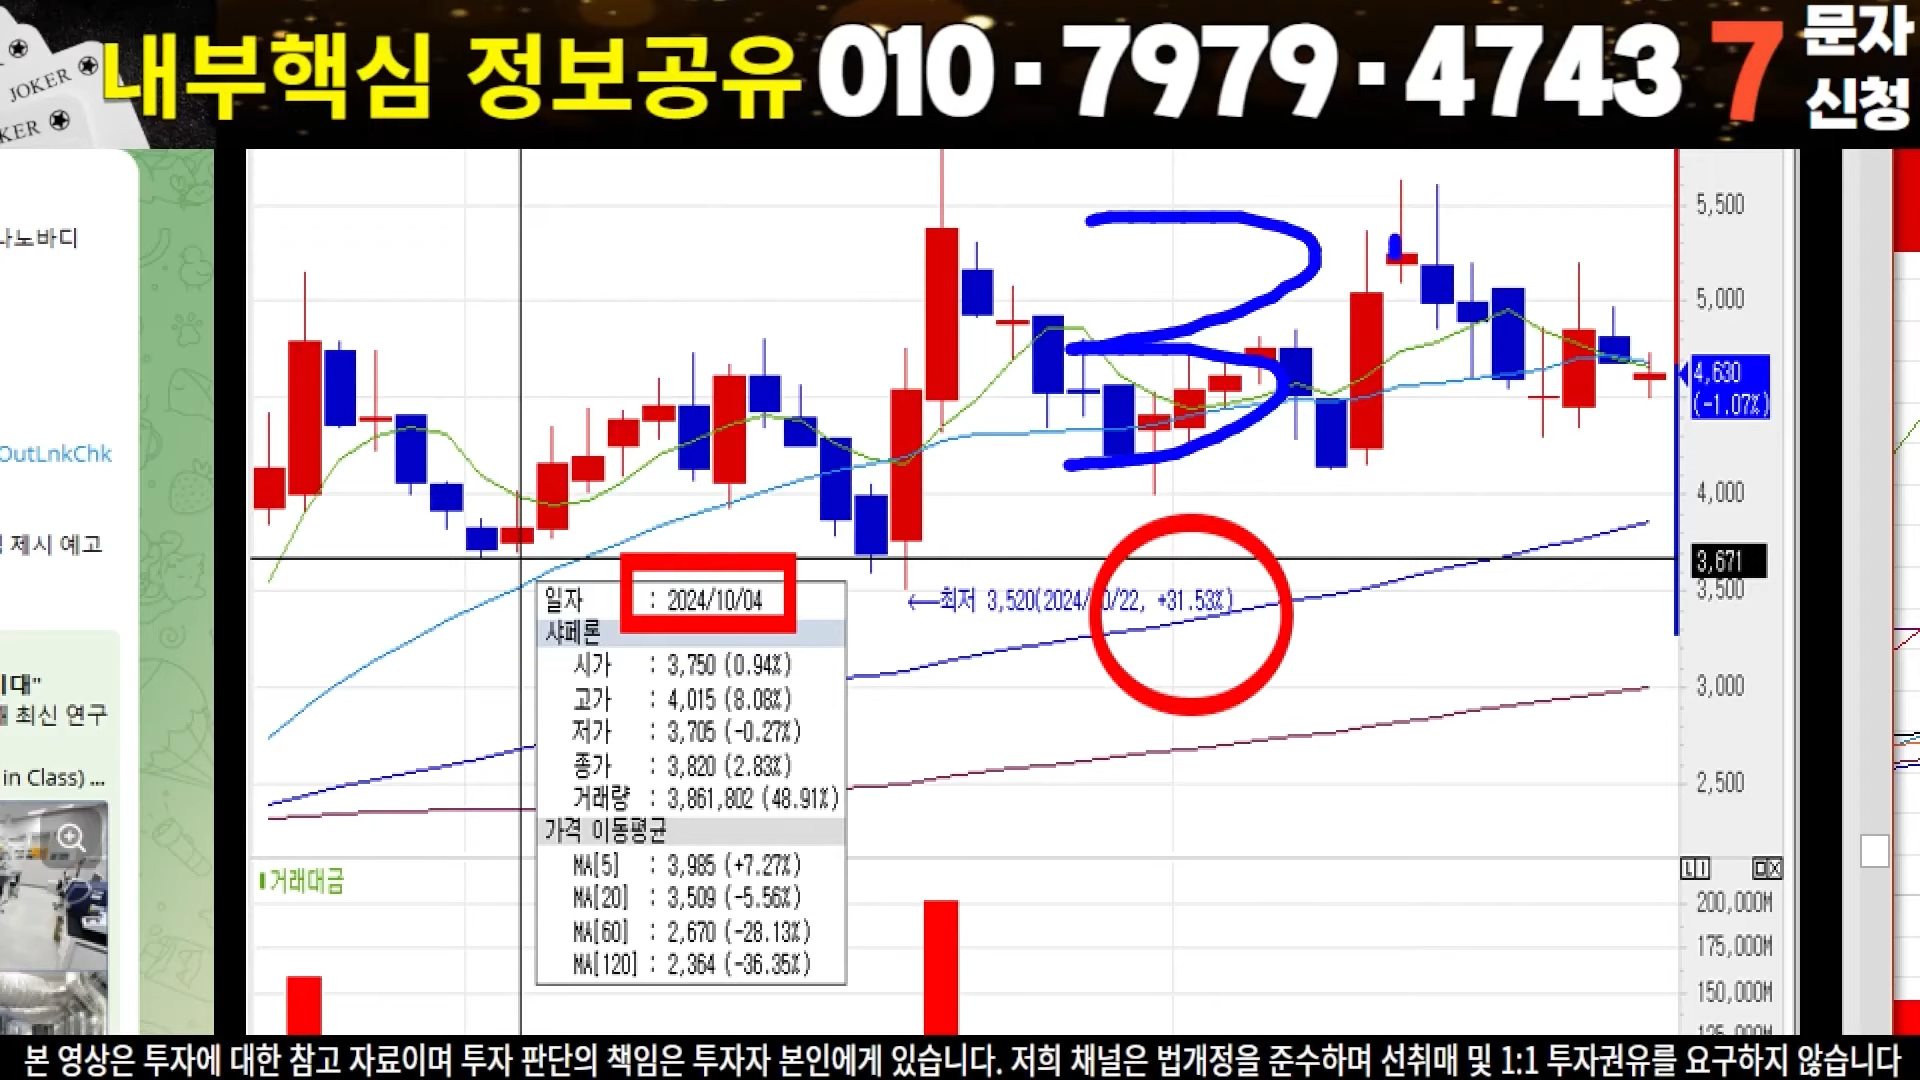 JOKER
KER
내부핵심 정보공유 010·7979·4743 7 문자
신청
나노바디
OutLnkChk
제시 예고
대"
최신 연구
in Class) ...
5,500
5,000
4,630
(-1.07%)
4,000
3,671
3,500
3,000
2,500
←최저 3,520(2024/10/22, +31.53%)
일자 : 2024/10/04
샤페론
시가 : 3,750 (0.94%)
고가 : 4,015 (8.08%)
저가 : 3,705 (-0.27%)
종가 : 3,820 (2.83%)
거래량 : 3,861,802 (48.91%)
가격 이동평균
MA[5] : 3,985 (+7.27%)
MA[20] : 3,509 (-5.56%)
MA[60] : 2,670 (-28.13%)
MA[120] : 2,364 (-36.35%)
3
거래대금
200,000M
175,000M
150,000M
125,000M
본 영상은 투자에 대한 참고 자료이며 투자 판단의 책임은 투자자 본인에게 있습니다. 저희 채널은 법개정을 준수하며 선취매 및 1:1 투자권유를 요구하지 않습니다